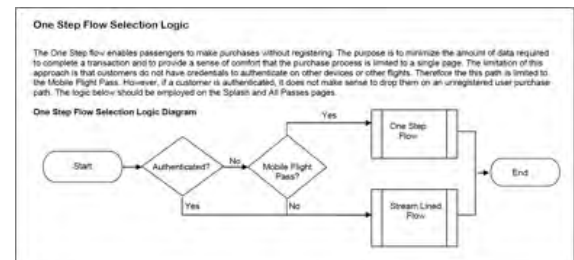 One Step Flow Selection Logic
The One Step flow enables passengers to make purchases without registering. The purpose is to minimize the amount of data required
to complete a transaction and to provide a sense of comfort that the purchase process is limited to a single page. The limitation of this
approach is that customers do not have credentials to authenticate on other devices or other flights. Therefore the this path is limited to
the Mobile Flight Pass. However, if a customer is authenticated, it does not make sense to drop them on an unregistered user purchase
path. The logic below should be employed on the Splash and All Passes pages.
One Step Flow Selection Logic Diagram
Yes
One Step
Flow
Start
Authenticated?
No
Mobile Flight
Pass?
End
Yes
No
Stream Lined
Flow